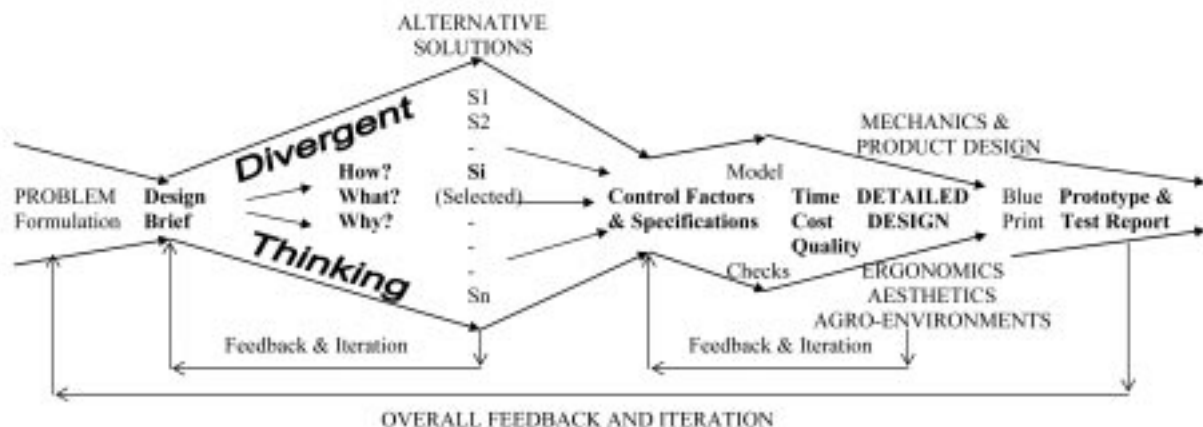 ALTERNATIVE
SOLUTIONS
Divergent
Thinking
S1
S2
-
Si
(Selected)
-
-
-
Sn
How?
What?
Why?
PROBLEM
Formulation
Design
Brief
Control Factors
& Specifications
Model
Time
Cost
Quality
Checks
DETAILED
DESIGN
MECHANICS &
PRODUCT DESIGN
Blue
Print
Prototype &
Test Report
ERGONOMICS
AESTHETICS
AGRO-ENVIRONMENTS
Feedback & Iteration
Feedback & Iteration
OVERALL FEEDBACK AND ITERATION